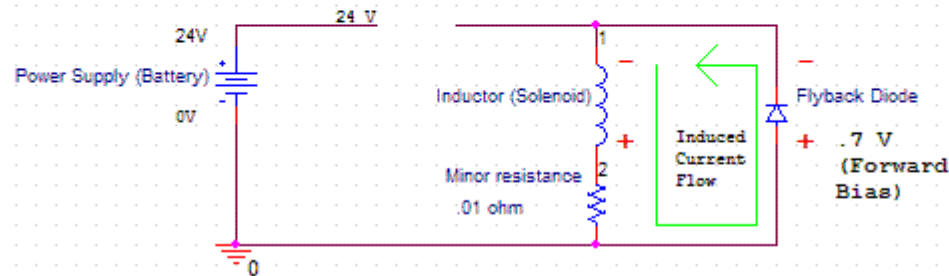 24 V
24V
Power Supply (Battery)
0V
0
1
Inductor (Solenoid)
2
Minor resistance
.01 ohm
Induced
Current
Flow
Flyback Diode
.7 V
(Forward
Bias)